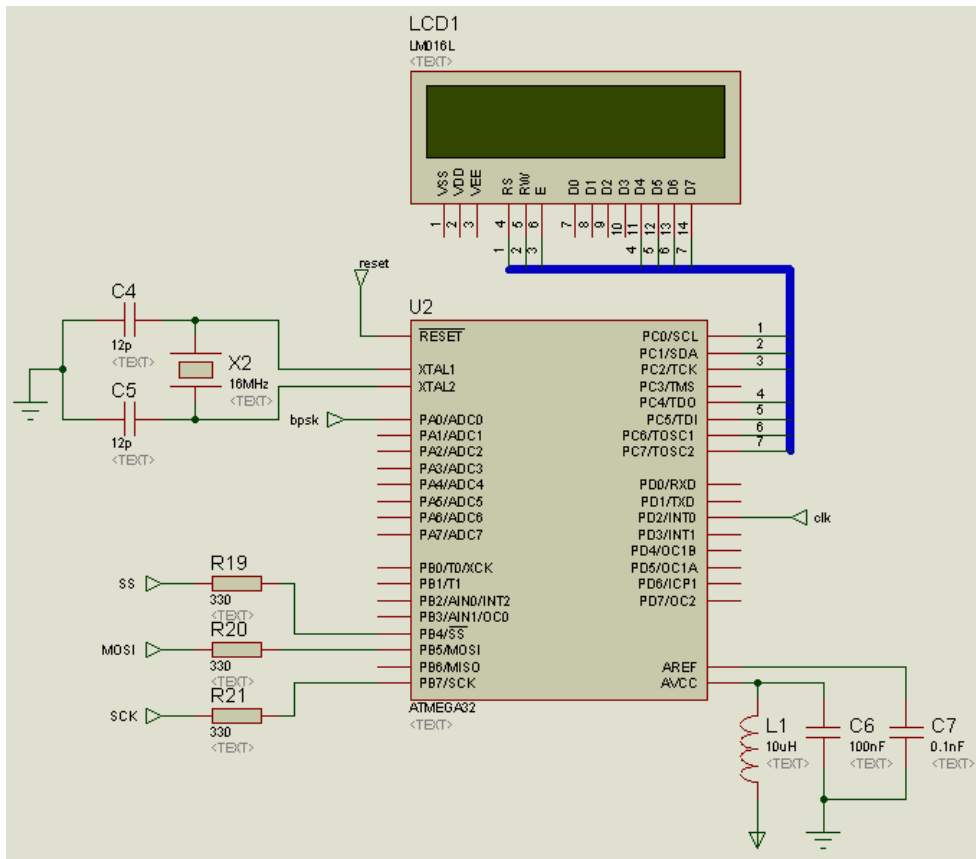 LCD1
LM016L
<TEXT>
VSS VDD VEE RS RW E D0 D1 D2 D3 D4 D5 D6 D7
1 2 3 4 5 6 7 8 9 10 11 12 13 14
1 2 3 4 5 6 7
reset
U2
C4
12p
<TEXT>
X2
16MHz
<TEXT>
C5
12p
<TEXT>
bpsk
RESET
XTAL1
XTAL2
PA0/ADC0
PA1/ADC1
PA2/ADC2
PA3/ADC3
PA4/ADC4
PA5/ADC5
PA6/ADC6
PA7/ADC7
PB0/T0/XCK
PB1/T1
PB2/AIN0/INT2
PB3/AIN1/OC0
PB4/SS
PB5/MOSI
PB6/MISO
PB7/SCK
PC0/SCL 1
PC1/SDA 2
PC2/TCK 3
PC3/TMS
PC4/TDO 4
PC5/TDI 5
PC6/TOSC1 6
PC7/TOSC2 7
PD0/RXD
PD1/TXD
PD2/INT0
clk
PD3/INT1
PD4/OC1B
PD5/OC1A
PD6/ICP1
PD7/OC2
AREF
AVCC
ATMEGA32
<TEXT>
SS
R19
330
<TEXT>
MOSI
R20
330
<TEXT>
SCK
R21
330
<TEXT>
L1
10uH
<TEXT>
C6
100nF
<TEXT>
C7
0.1nF
<TEXT>